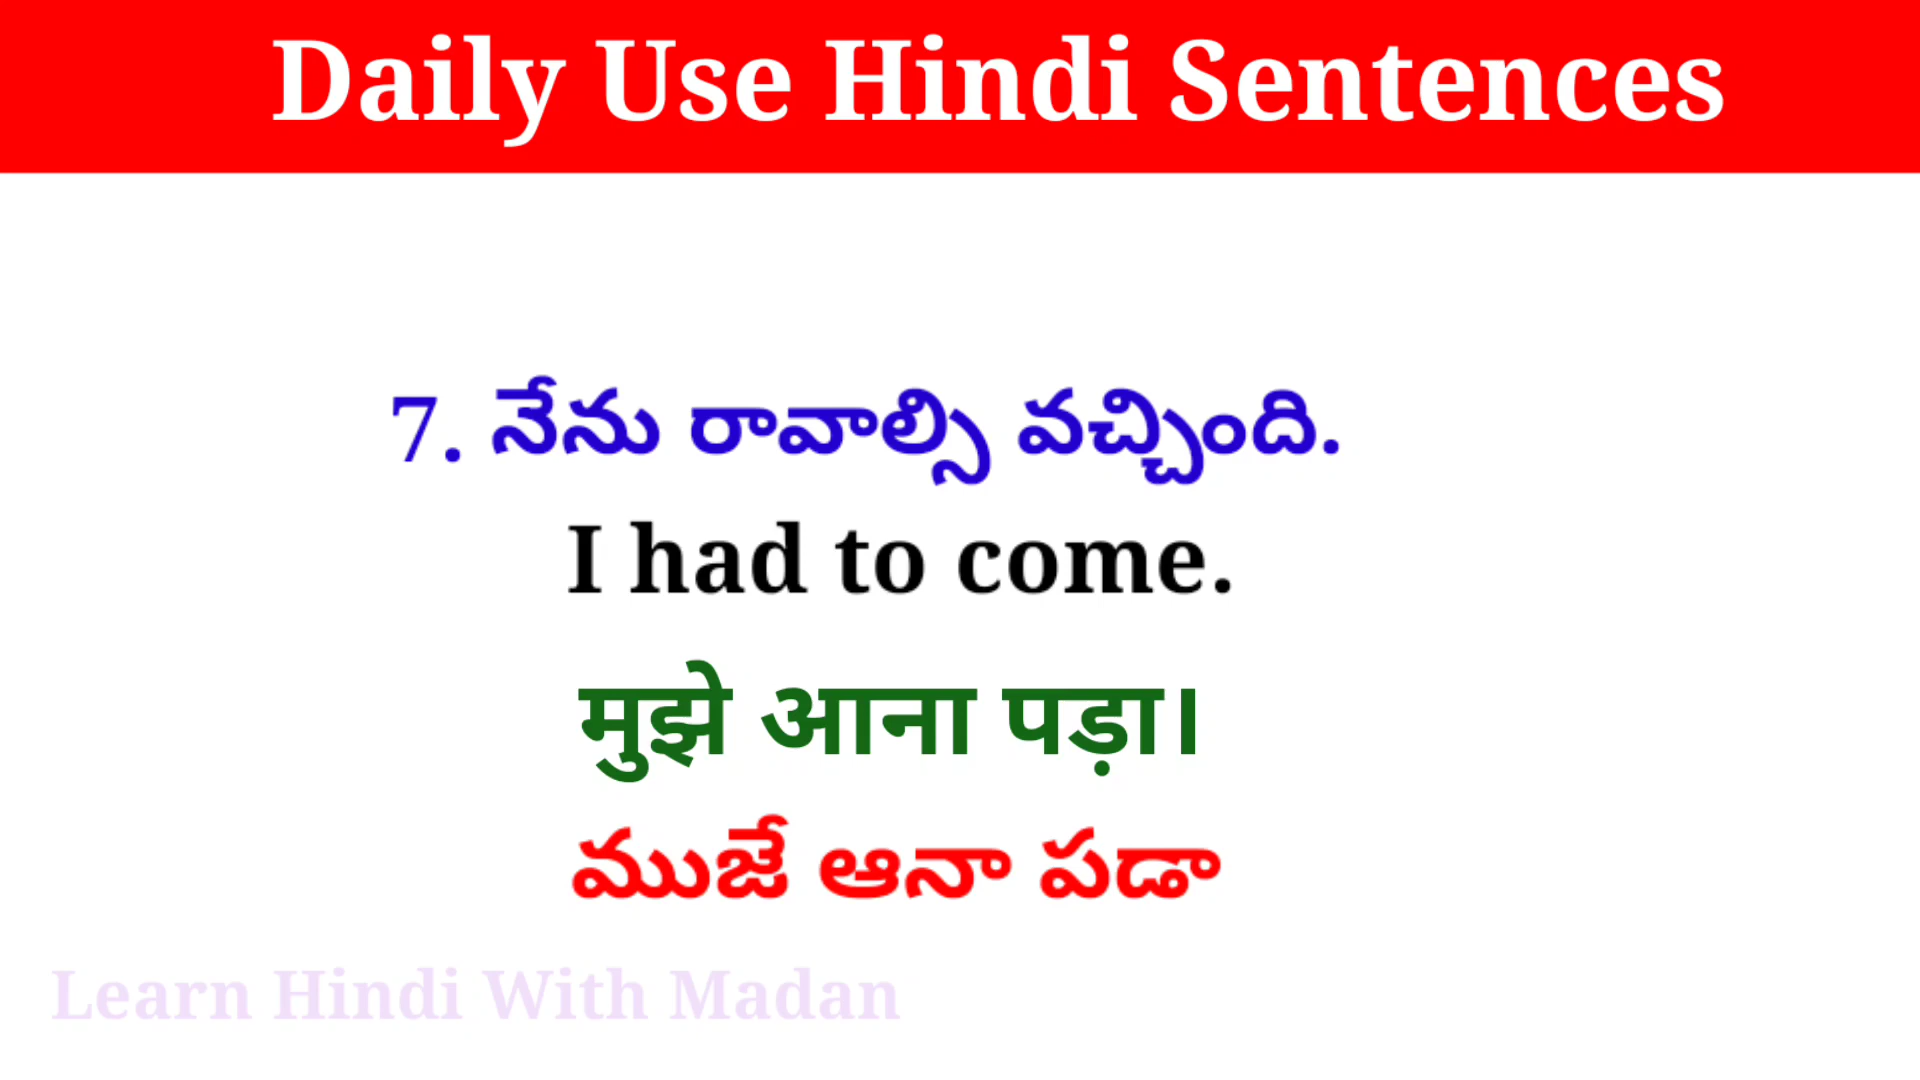 Daily Use Hindi Sentences
7. నేను రావాల్సి వచ్చింది.
I had to come.
मुझे आना पड़ा।
ముజే ఆనా పడా
Learn Hindi With Madan